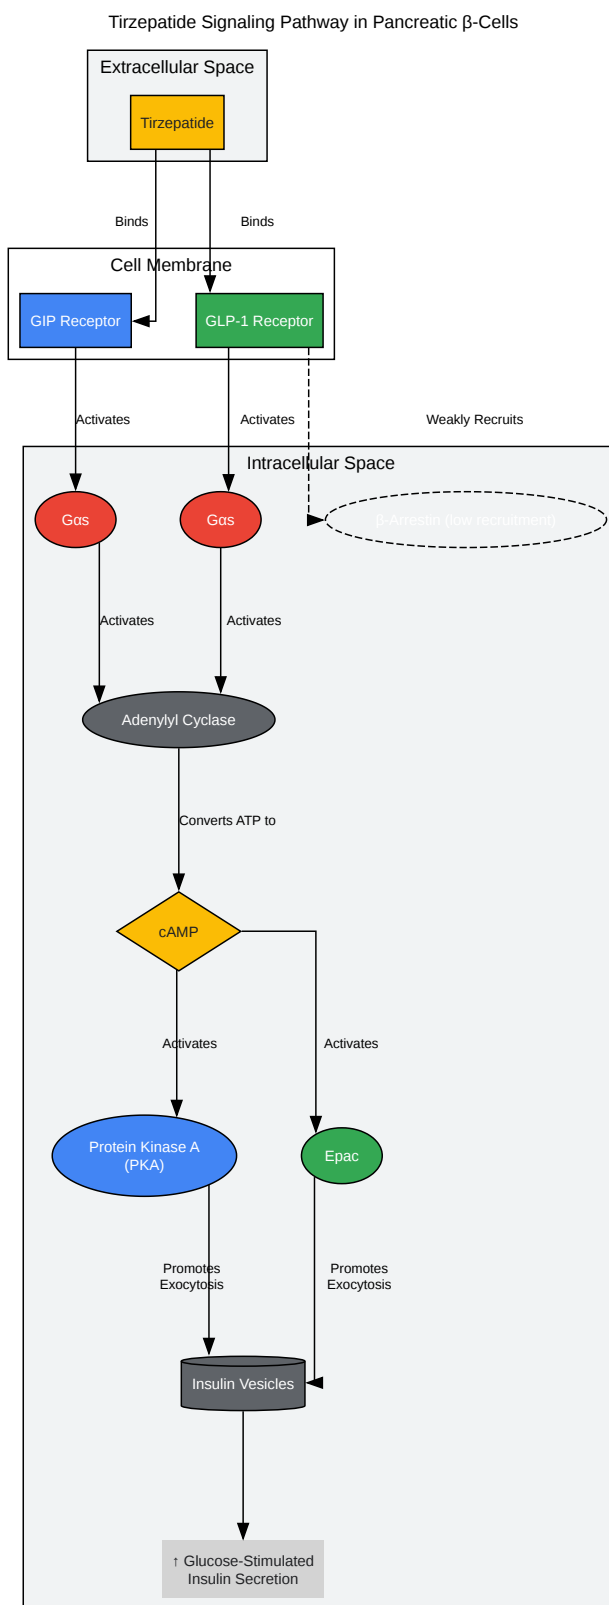 Tirzepatide Signaling Pathway in Pancreatic β-Cells
Extracellular Space
Tirzepatide
Binds
Binds
Cell Membrane
GIP Receptor
GLP-1 Receptor
Activates
Activates
Weakly Recruits
Intracellular Space
Gαs
Gαs
β-Arrestin (low recruitment)
Activates
Activates
Adenylyl Cyclase
Converts ATP to
cAMP
Activates
Activates
Protein Kinase A
(PKA)
Epac
Promotes
Exocytosis
Promotes
Exocytosis
Insulin Vesicles
↑ Glucose-Stimulated
Insulin Secretion